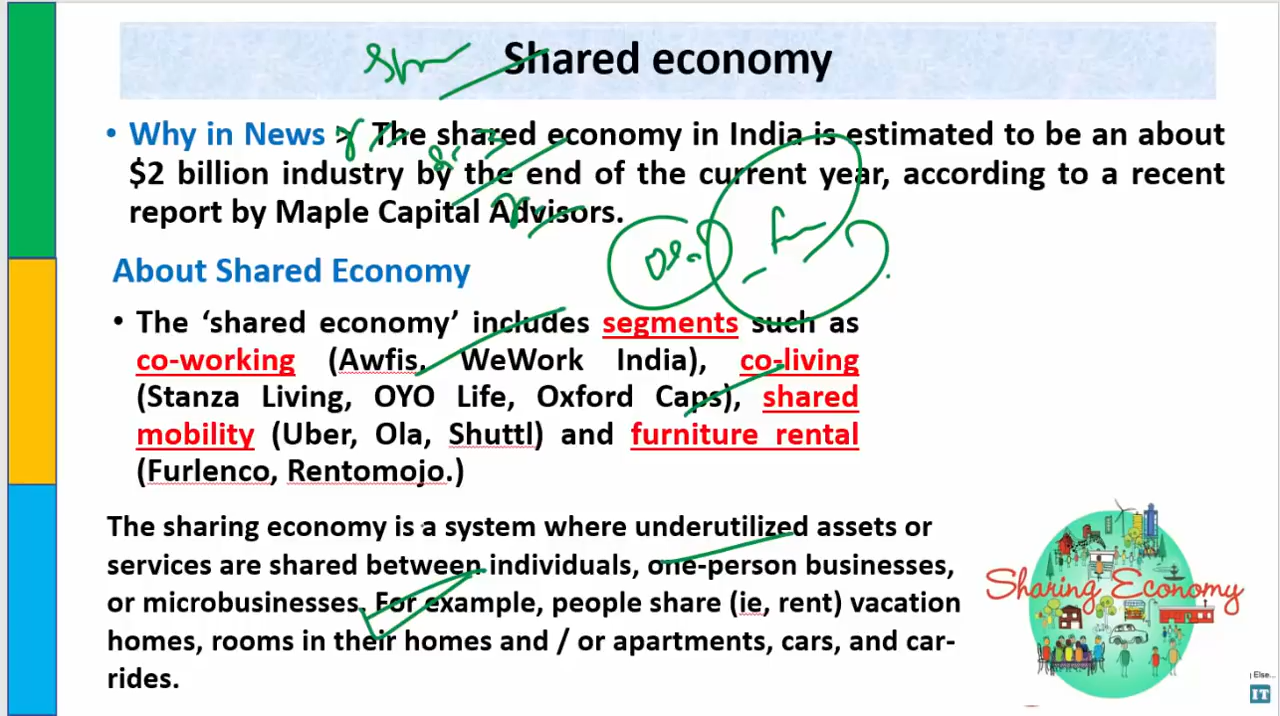 Shared economy
• Why in News :- The shared economy in India is estimated to be an about
$2 billion industry by the end of the current year, according to a recent
report by Maple Capital Advisors.
About Shared Economy
• The ‘shared economy’ includes segments such as
co-working (Awfis, WeWork India), co-living
(Stanza Living, OYO Life, Oxford Caps), shared
mobility (Uber, Ola, Shuttl) and furniture rental
(Furlenco, Rentomojo.)
The sharing economy is a system where underutilized assets or
services are shared between individuals, one-person businesses,
or microbusinesses. For example, people share (ie, rent) vacation
homes, rooms in their homes and / or apartments, cars, and car-
rides.
Sharing Economy
Else...
IT